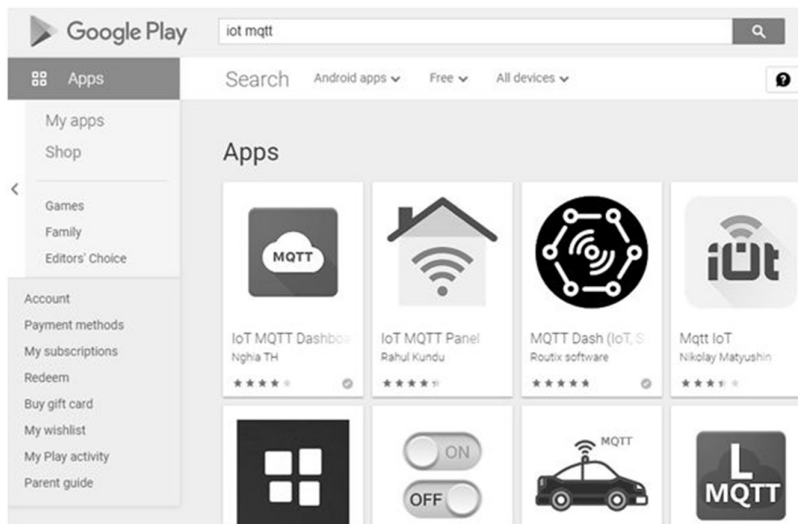 Google Play
iot mqtt
Apps
Search
Android apps
Free
All devices
My apps
Shop
Games
Family
Editors' Choice
Account
Payment methods
My subscriptions
Redeem
Buy gift card
My wishlist
My Play activity
Parent guide
Apps
MQTT
iot
IoT MQTT Dashboa
Nghia TH
IoT MQTT Panel
Rahul Kundu
MQTT Dash (IoT, S
Routix software
Mqtt IoT
Nikolay Matyushin
ON
OFF
MQTT
L
MQTT